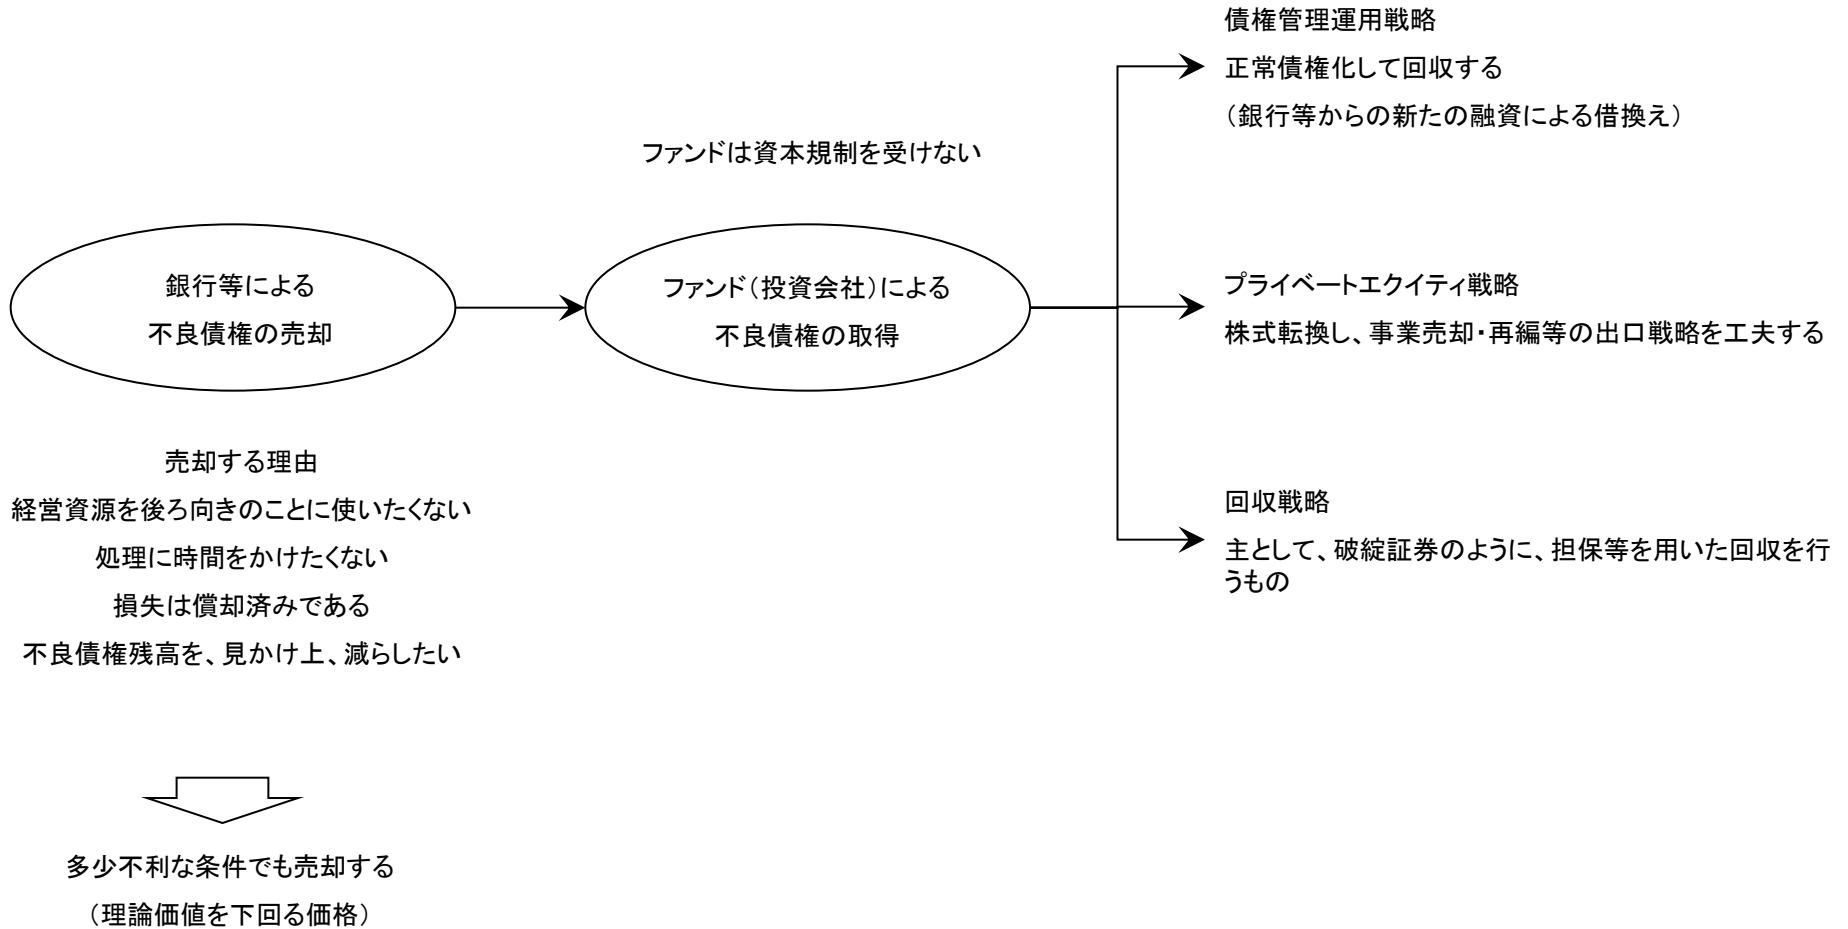 銀行等による
不良債権の売却
売却する理由
経営資源を後ろ向きのことに使いたくない
処理に時間をかけたくない
損失は償却済みである
不良債権残高を、見かけ上、減らしたい
多少不利な条件でも売却する
（理論価値を下回る価格）
ファンドは資本規制を受けない
ファンド（投資会社）による
不良債権の取得
債権管理運用戦略
正常債権化して回収する
（銀行等からの新たの融資による借換え）
プライベートエクイティ戦略
株式転換し、事業売却・再編等の出口戦略を工夫する
回収戦略
主として、破綻証券のように、担保等を用いた回収を行
うもの